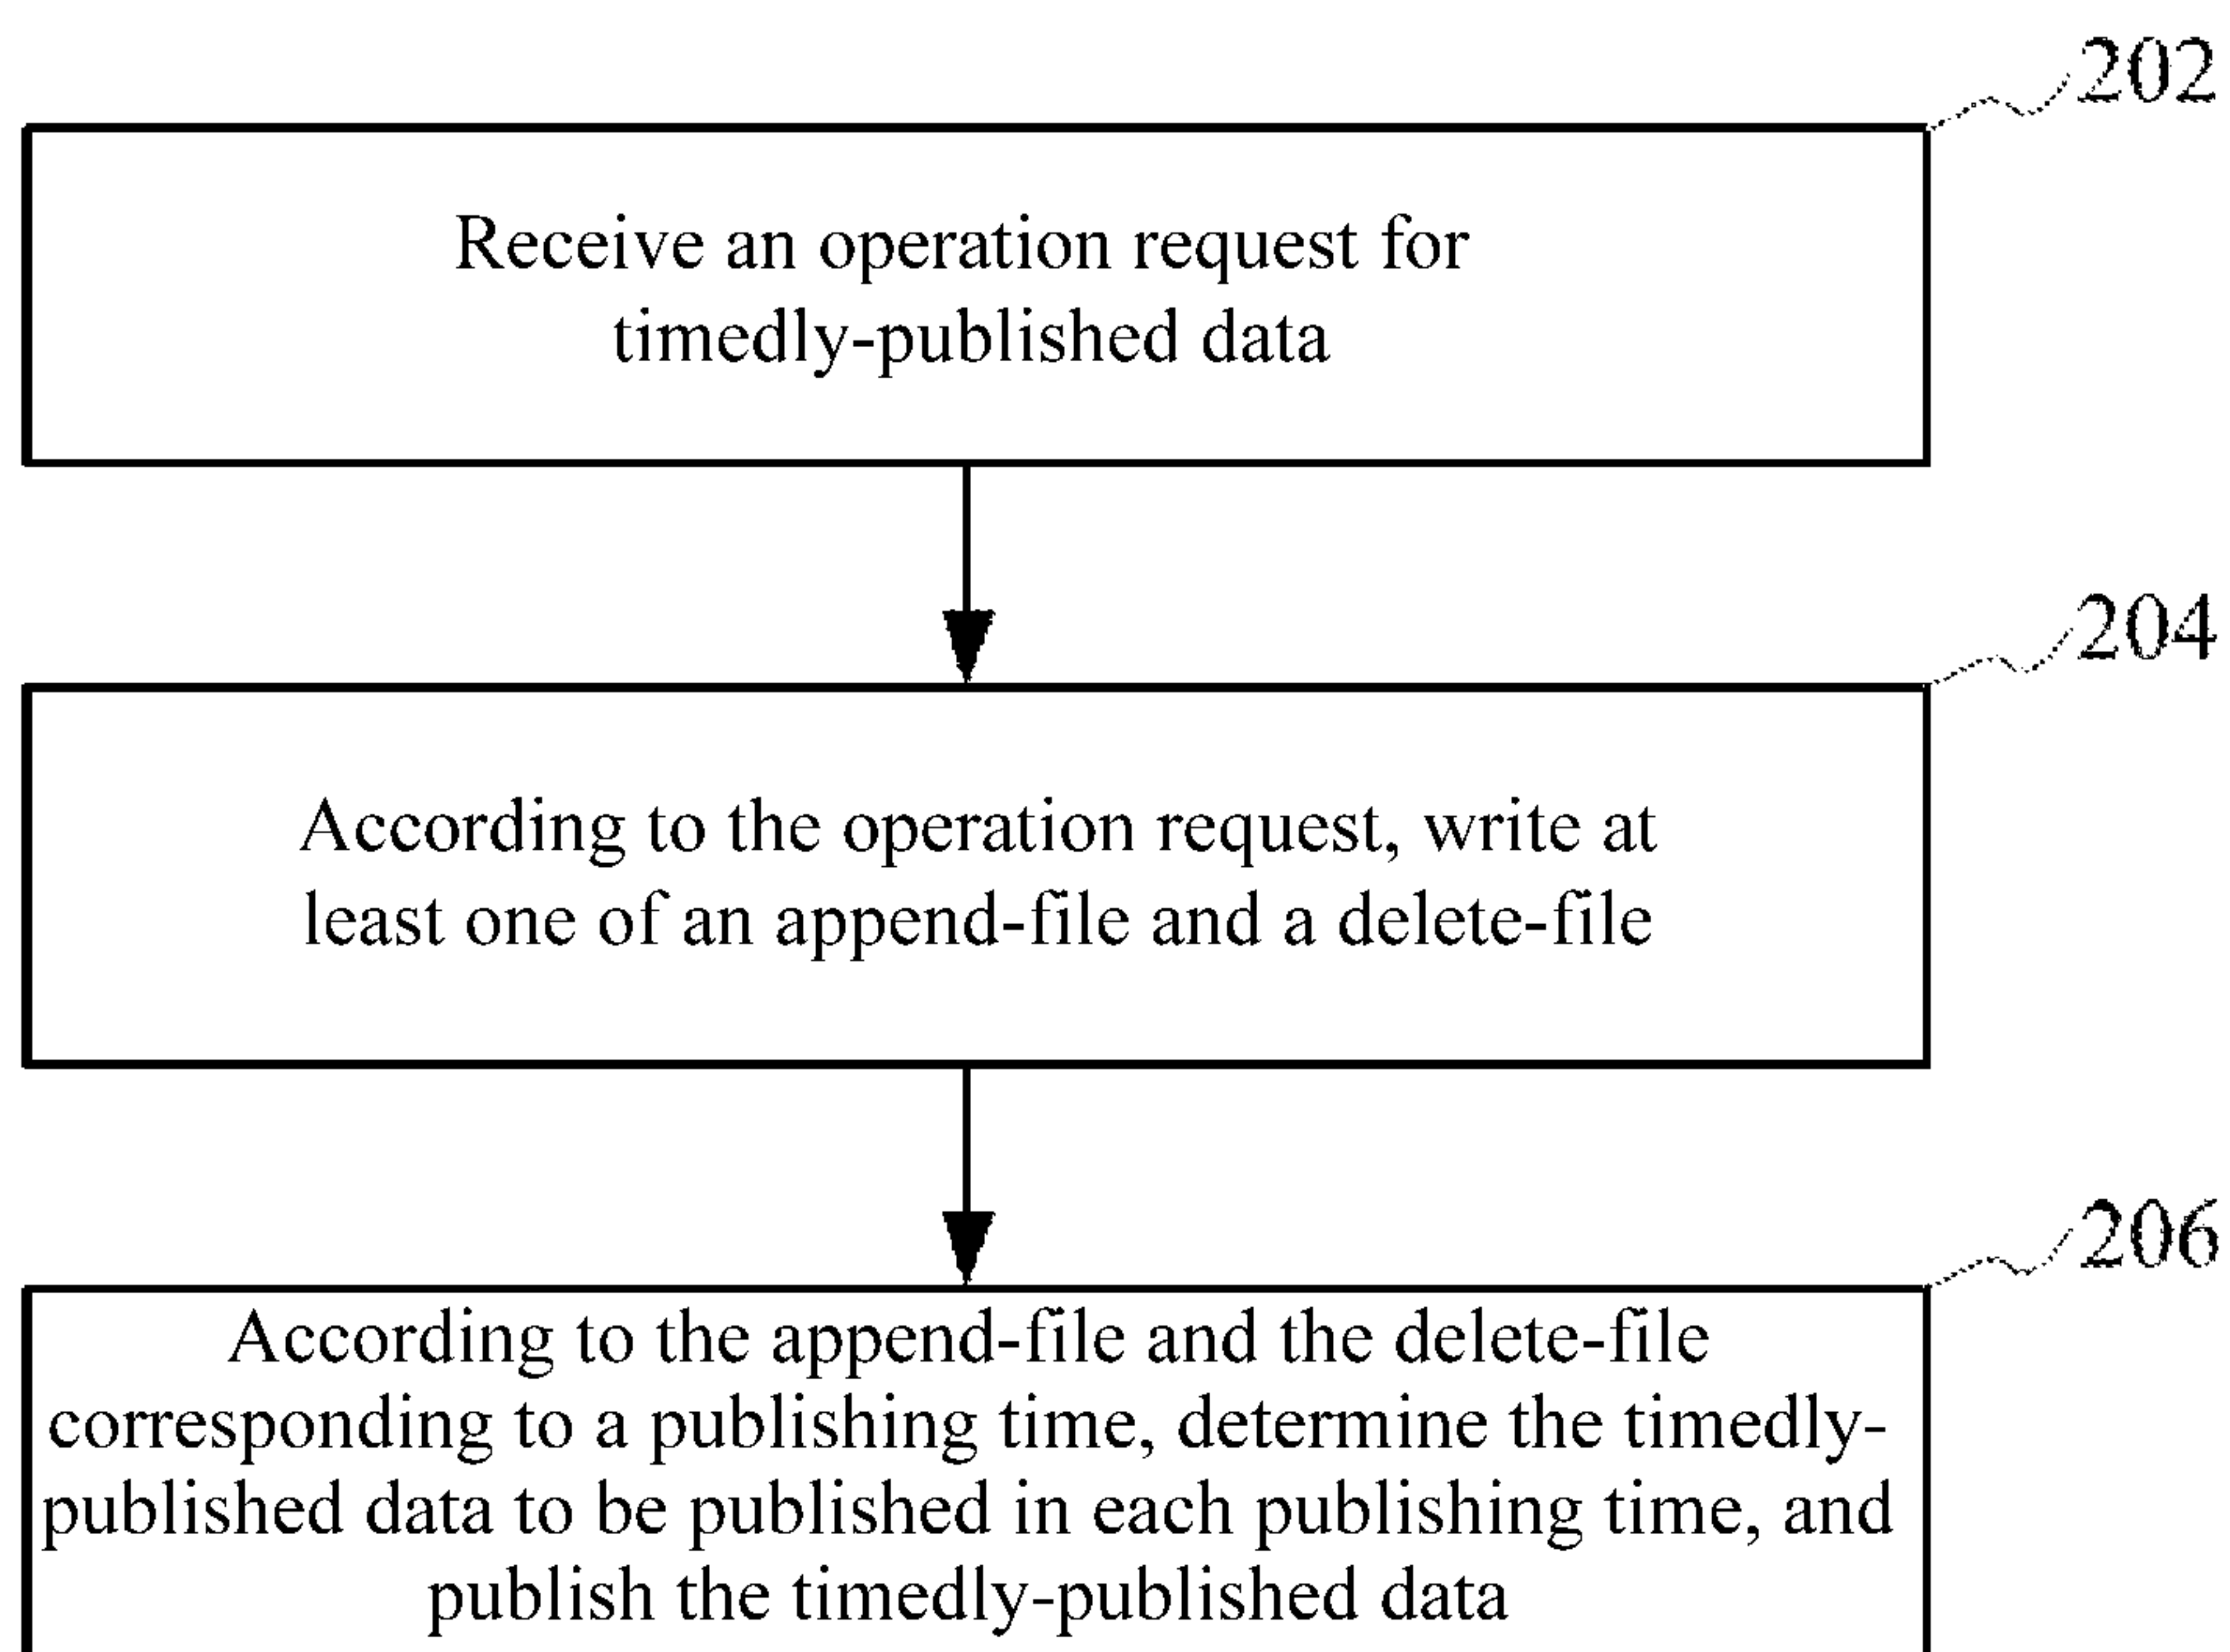 202
Receive an operation request for
timedly-published data
204
According to the operation request, write at
least one of an append-file and a delete-file
206
According to the append-file and the delete-file
corresponding to a publishing time, determine the timedly-
published data to be published in each publishing time, and
publish the timedly-published data